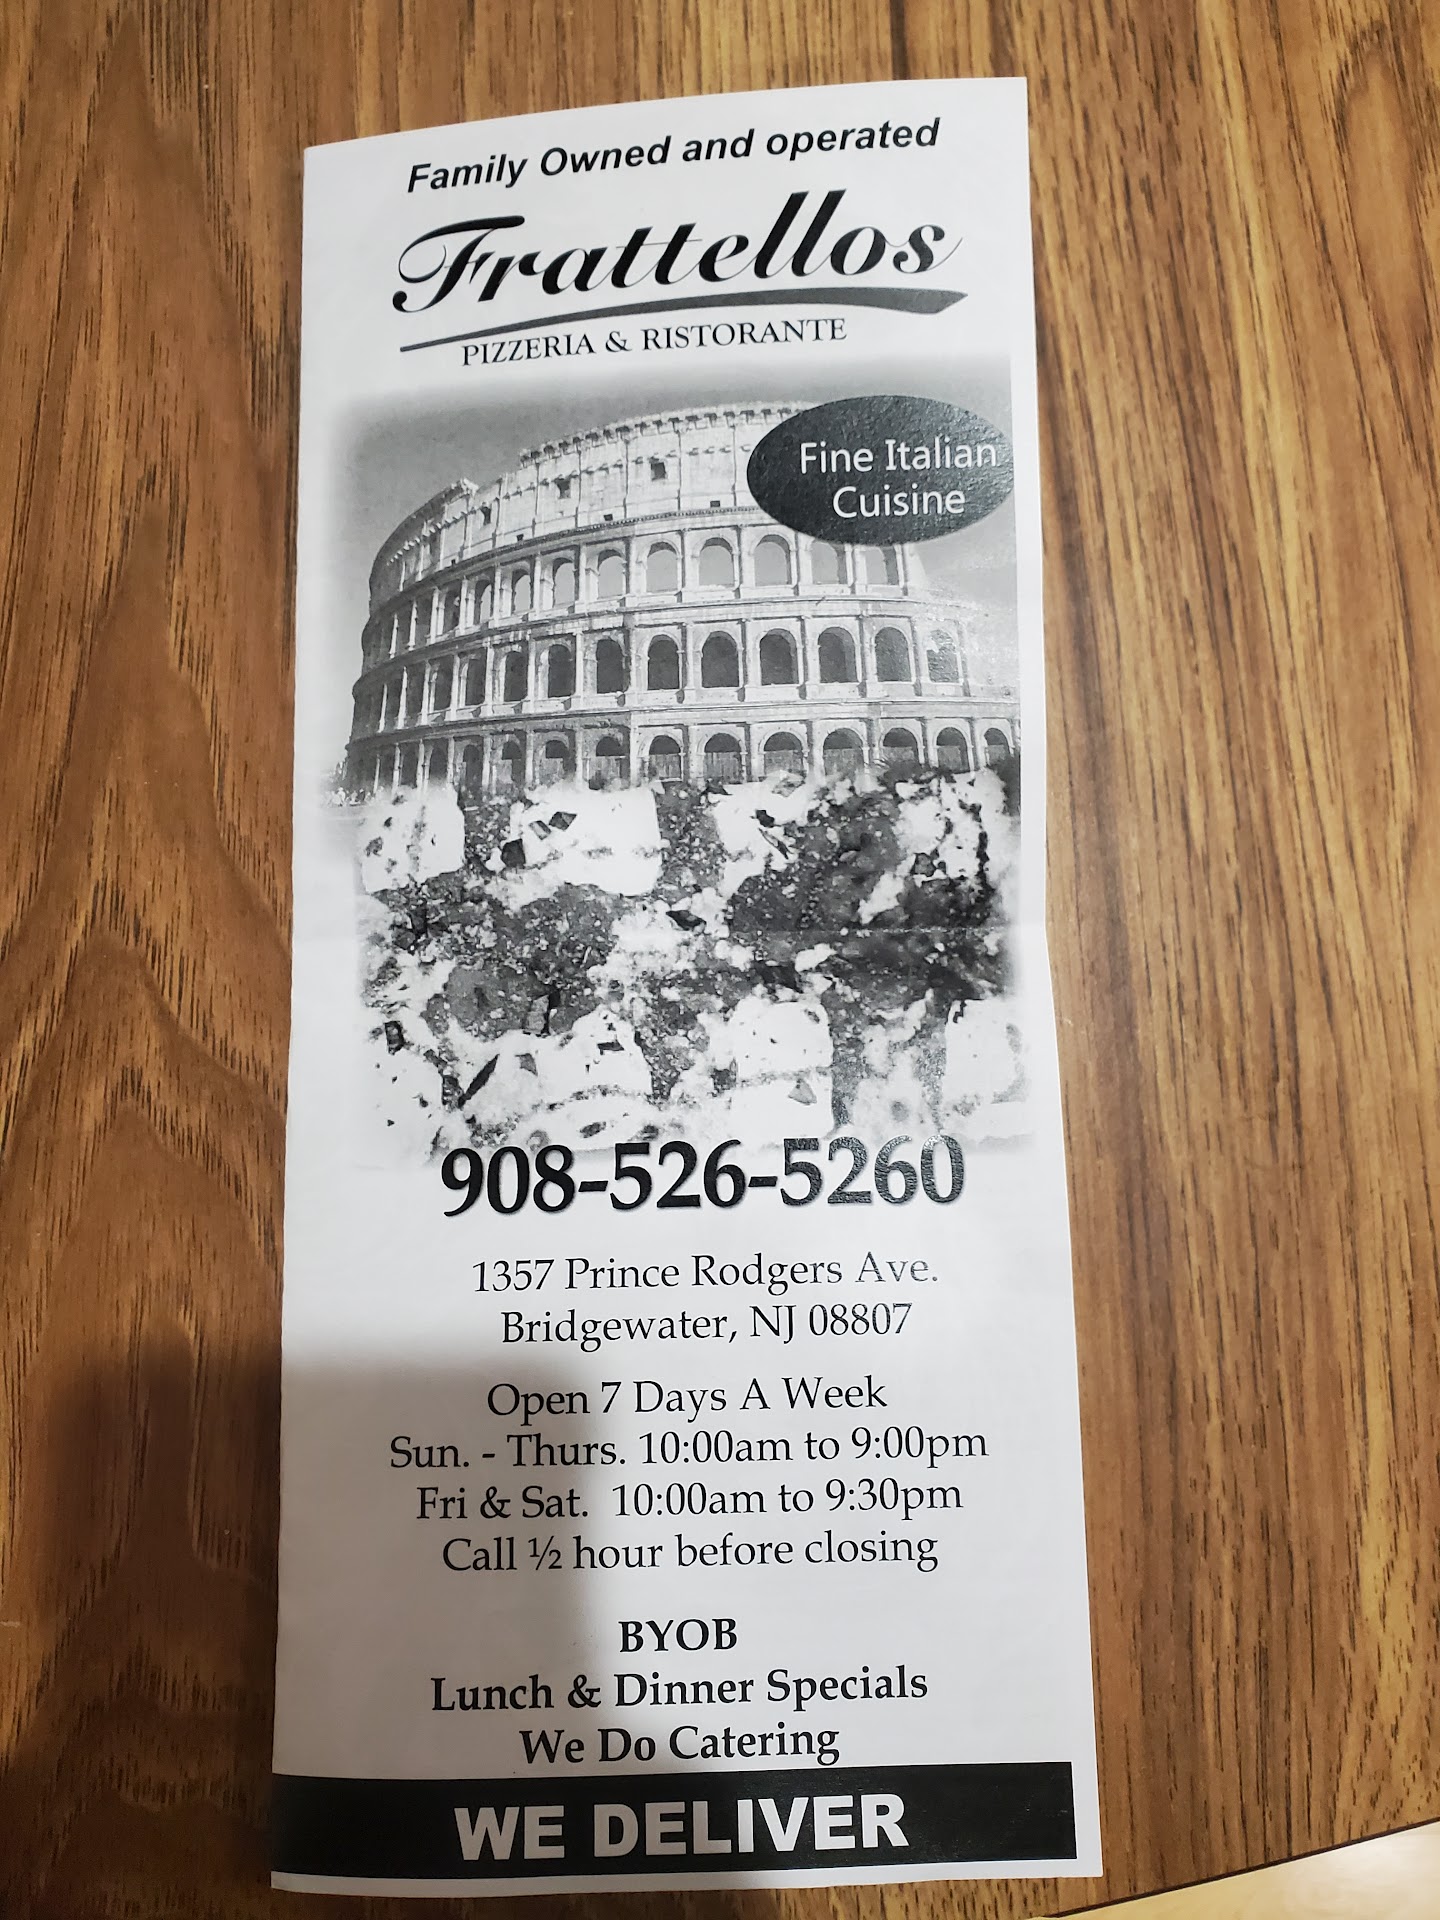 Family Owned and operated
Frattellos
PIZZERIA & RISTORANTE
Fine Italian
Cuisine
908-526-5260
1357 Prince Rodgers Ave.
Bridgewater, NJ 08807
Open 7 Days A Week
Sun. - Thurs. 10:00am to 9:00pm
Fri & Sat. 10:00am to 9:30pm
Call ½ hour before closing
BYOB
Lunch & Dinner Specials
We Do Catering
WE DELIVER